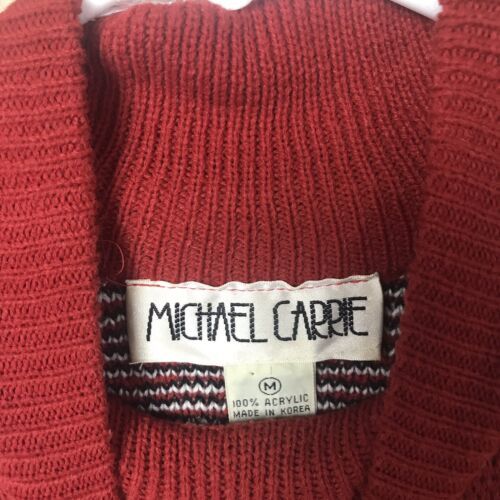 MICHAEL CARRIE
M
100% ACRYLIC
MADE IN KOREA